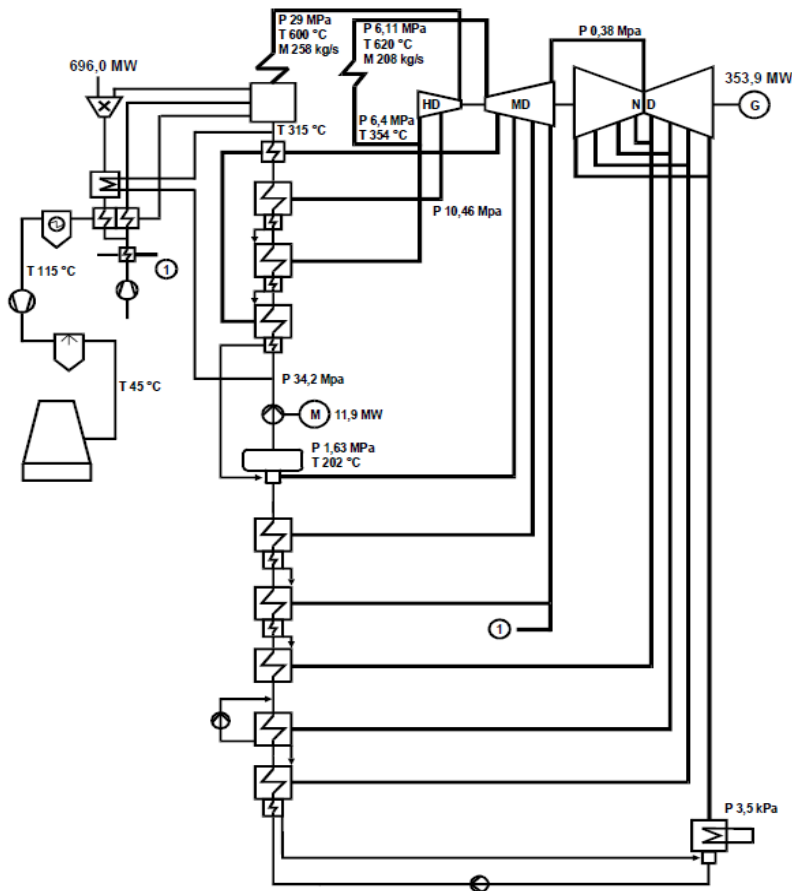 P 29 MPa
T 600 °C
M 258 kg/s
P 6,11 MPa
T 620 °C
M 208 kg/s
P 0,38 Mpa
696,0 MW
353,9 MW
HD
MD
N D
G
P 6,4 MPa
T 354 °C
T 315 °C
P 10,46 Mpa
1
T 115 °C
T 45 °C
P 34,2 Mpa
M
11,9 MW
P 1,63 MPa
T 202 °C
1
P 3,5 kPa